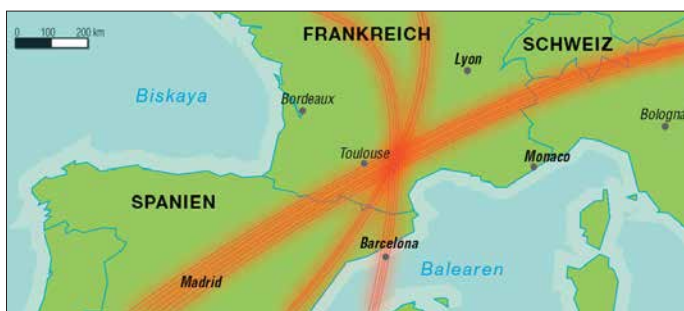 0 100 200 km
FRANKREICH
SCHWEIZ
Lyon
Biskaya
Bordeaux
Bologna
Toulouse
Monaco
SPANIEN
Barcelona
Madrid
Balearen